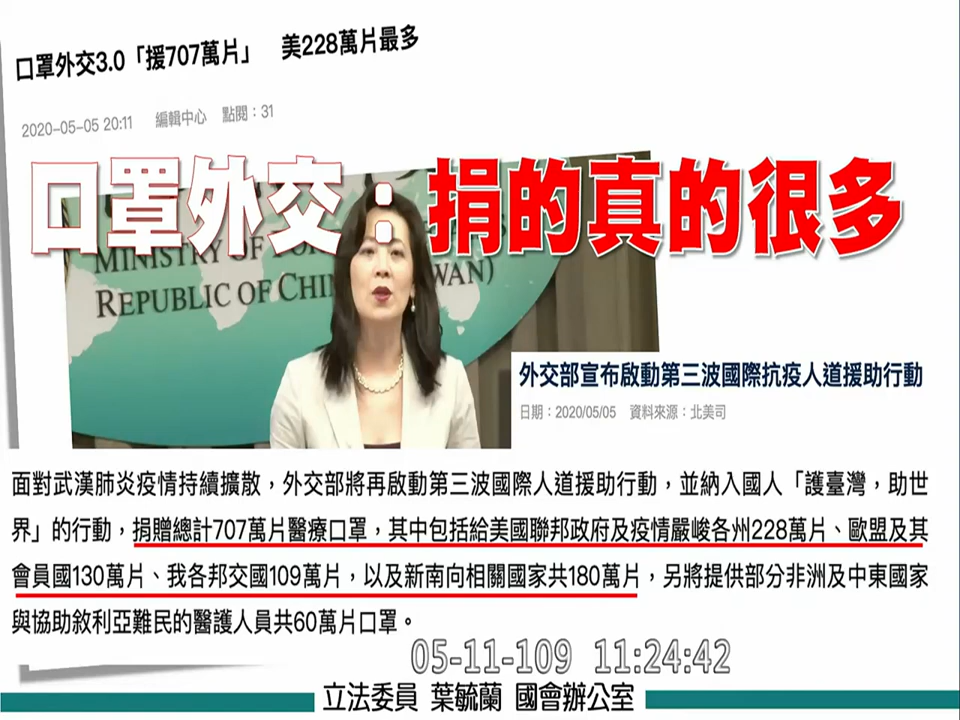 口罩外交3.0「援707萬片」 美228萬片最多
2020-05-05 20:11 編輯中心 點閱：31
口罩外交：捐的真的很多
MINISTRY OF
REPUBLIC OF CHIN WAN)
外交部宣布啟動第三波國際抗疫人道援助行動
日期：2020/05/05 資料來源：北美司
面對武漢肺炎疫情持續擴散，外交部將再啟動第三波國際人道援助行動，並納入國人「護臺灣，助世
界」的行動，捐贈總計707萬片醫療口罩，其中包括給美國聯邦政府及疫情嚴峻各州228萬片、歐盟及其
會員國130萬片、我各邦交國109萬片，以及新南向相關國家共180萬片，另將提供部分非洲及中東國家
與協助敘利亞難民的醫護人員共60萬片口罩。
05-11-109 11:24:42
立法委員 葉毓蘭 國會辦公室